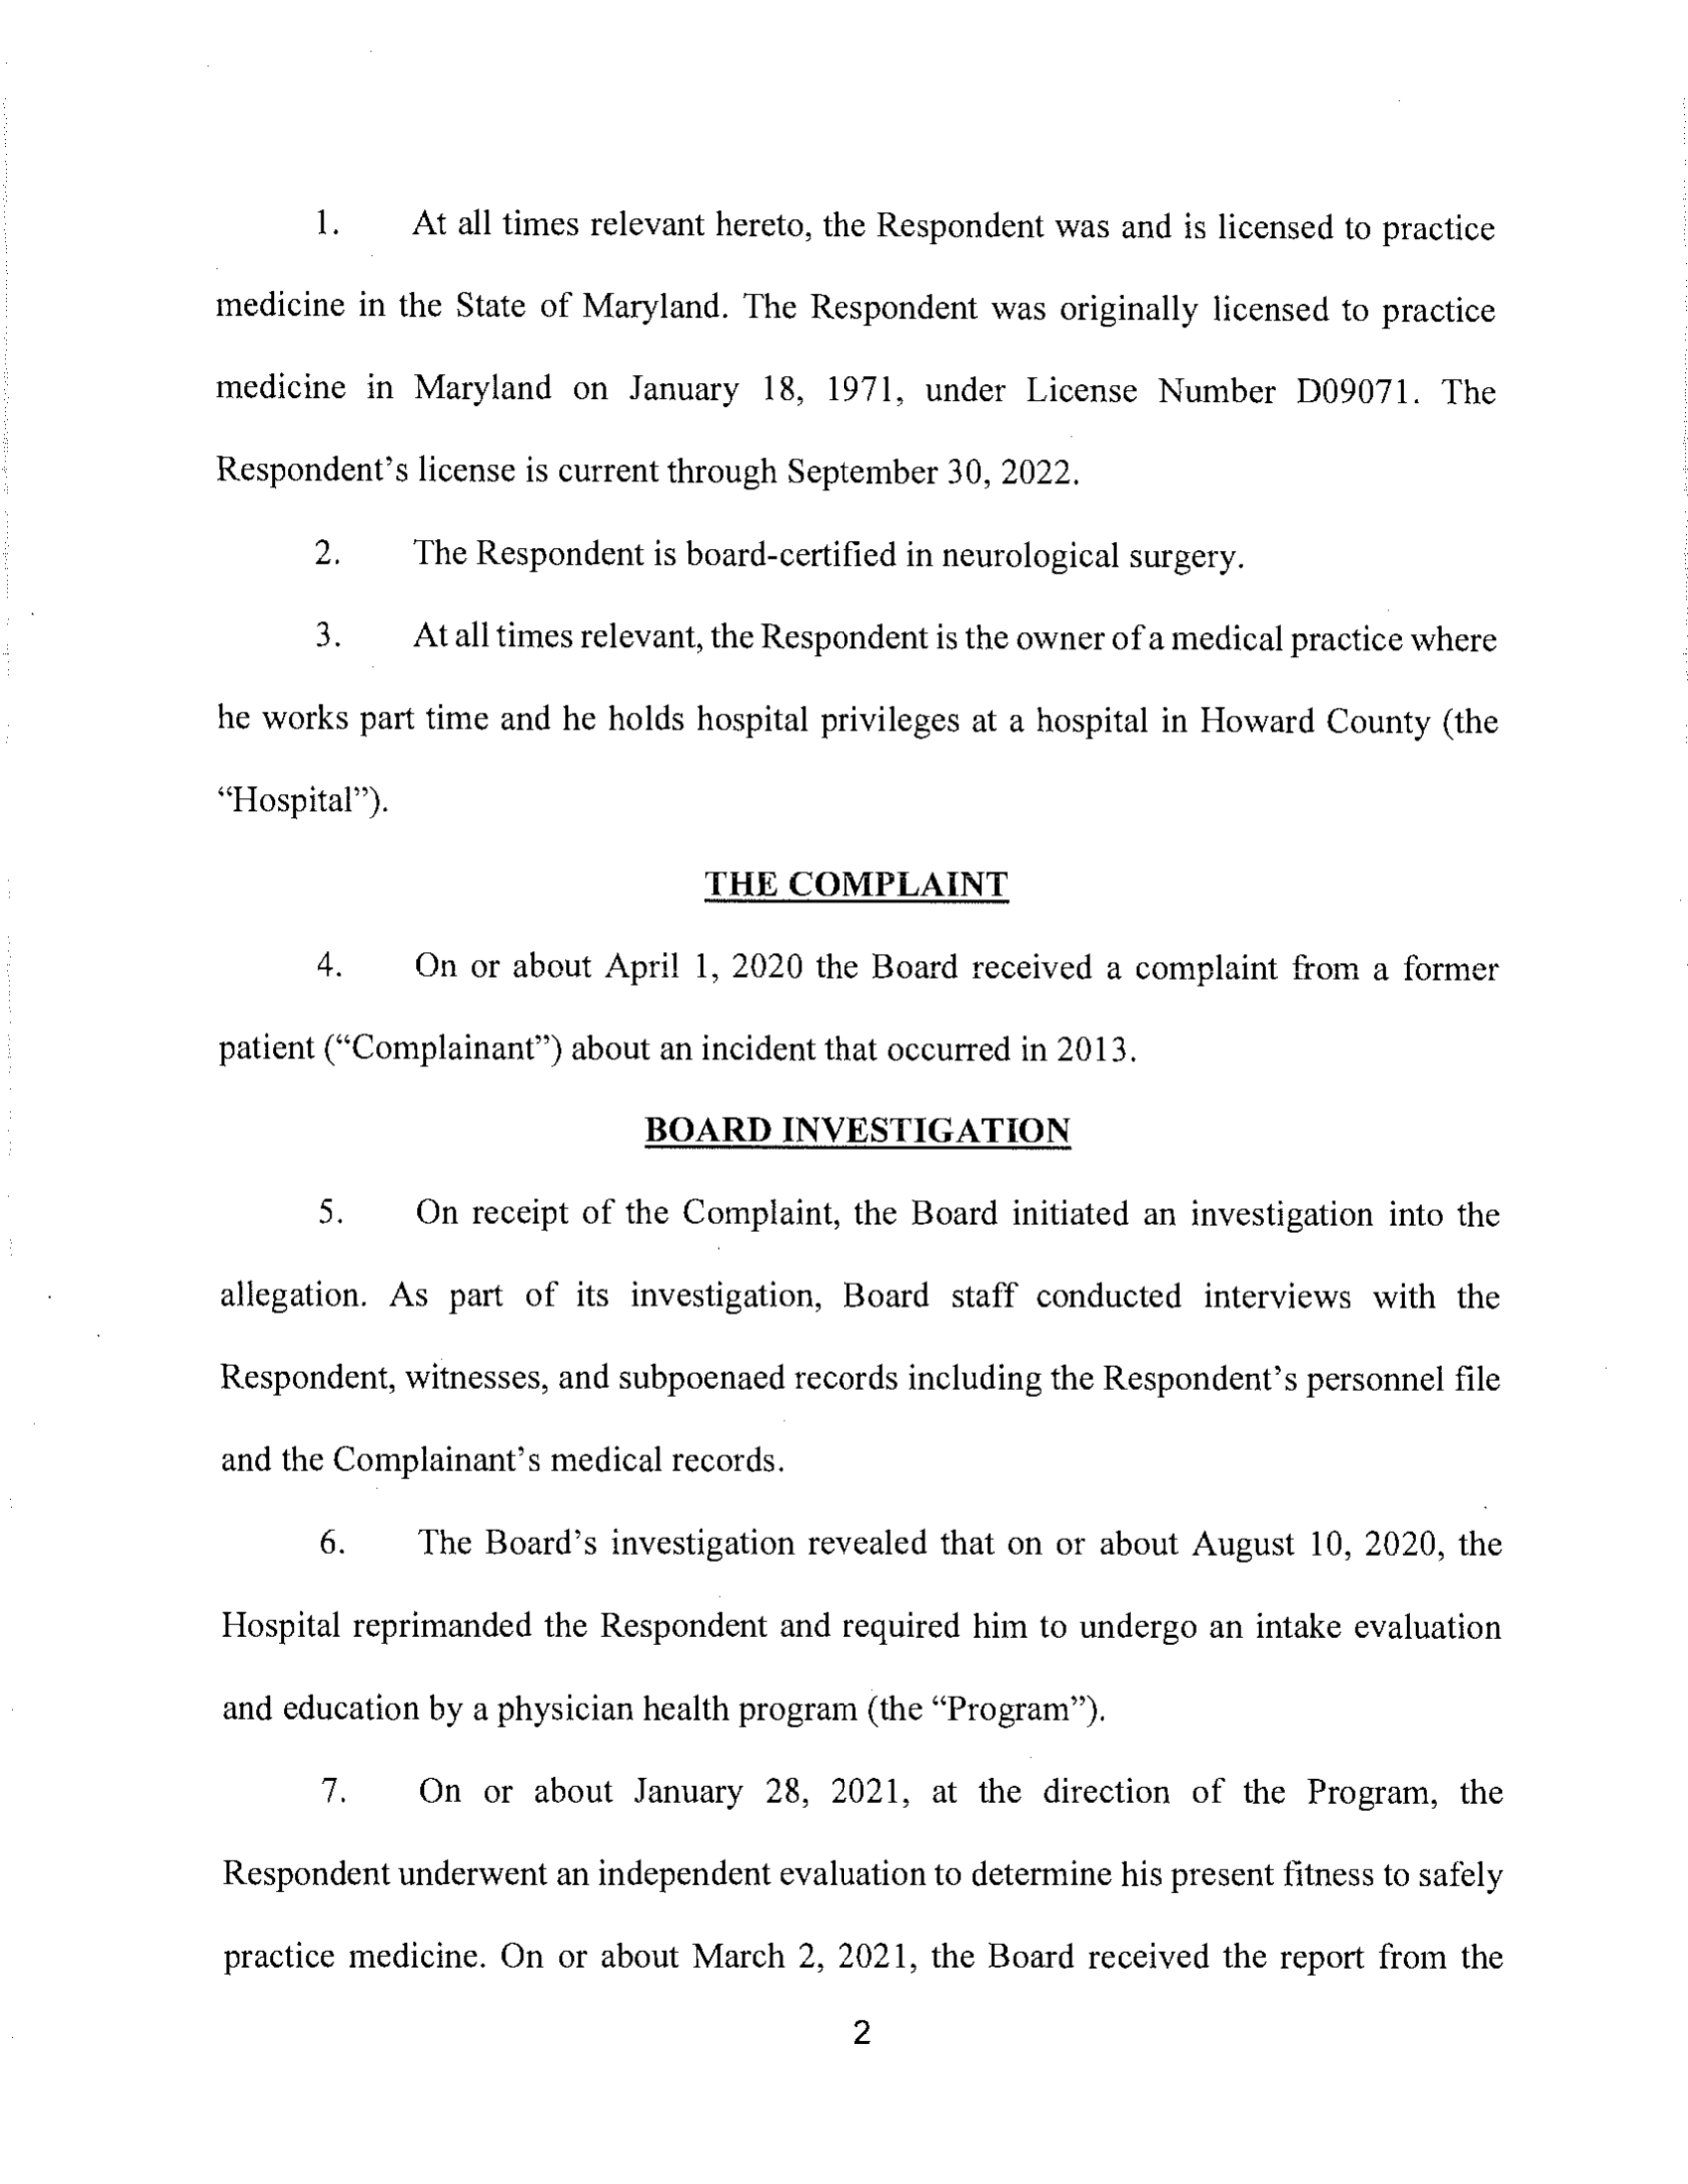 1. At all times relevant hereto, the Respondent was and is licensed to practice
medicine in the State of Maryland. The Respondent was originally licensed to practice
medicine in Maryland on January 18, 1971, under License Number D09071. The
Respondent’s license is current through September 30, 2022.
2. The Respondent is board-certified in neurological surgery.
3. At all times relevant, the Respondent is the owner of a medical practice where
he works part time and he holds hospital privileges at a hospital in Howard County (the
“Hospital”).
THE COMPLAINT
4. On or about April 1, 2020 the Board received a complaint from a former
patient (“Complainant”) about an incident that occurred in 2013.
BOARD INVESTIGATION
5. On receipt of the Complaint, the Board initiated an investigation into the
allegation. As part of its investigation, Board staff conducted interviews with the
Respondent, witnesses, and subpoenaed records including the Respondent’s personnel file
and the Complainant’s medical records.
6. The Board’s investigation revealed that on or about August 10, 2020, the
Hospital reprimanded the Respondent and required him to undergo an intake evaluation
and education by a physician health program (the “Program”).
7. On or about January 28, 2021, at the direction of the Program, the
Respondent underwent an independent evaluation to determine his present fitness to safely
practice medicine. On or about March 2, 2021, the Board received the report from the
2